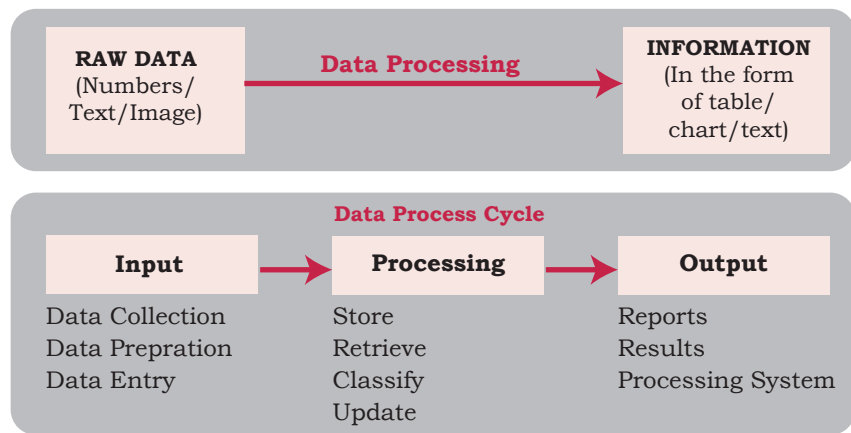 RAW DATA
(Numbers/
Text/Image)
Data Processing
INFORMATION
(In the form
of table/
chart/text)
Data Process Cycle
Input
Data Collection
Data Prepration
Data Entry
Processing
Store
Retrieve
Classify
Update
Output
Reports
Results
Processing System